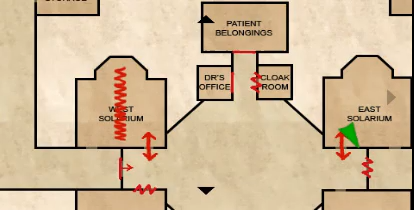 PATIENT
BELONGINGS
DR'S
OFFICE
CLOAK
ROOM
WEST
SOLARIUM
EAST
SOLARIUM